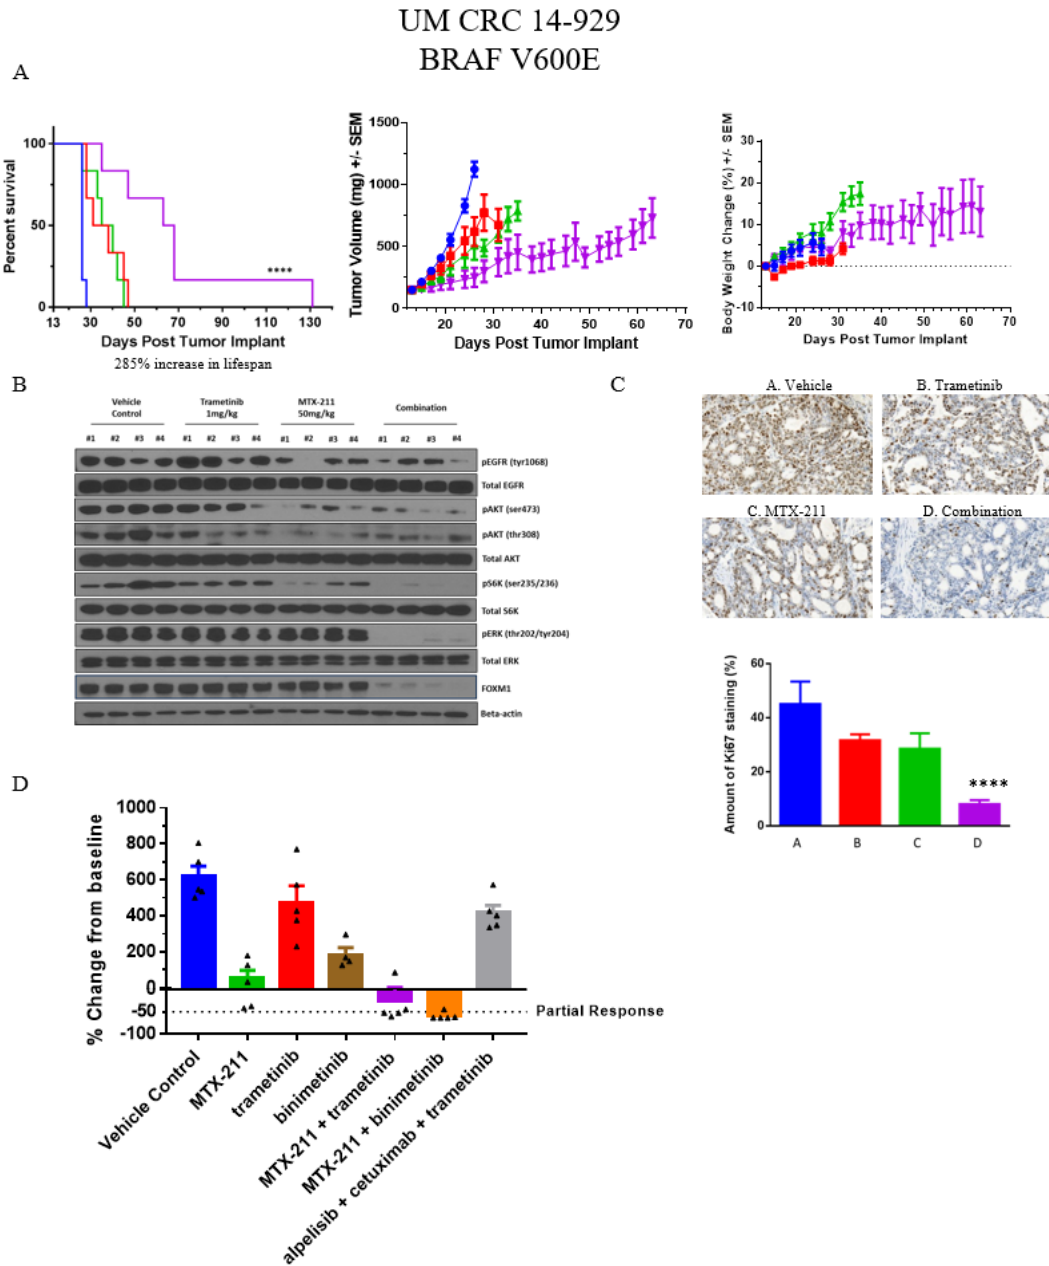 UM CRC 14-929
BRAF V600E
A
Percent survival
100
50
0
13 30 50 70 90 110 130
****
Days Post Tumor Implant
285% increase in lifespan
Tumor Volume (mg) +/- SEM
1500
1000
500
0
20 30 40 50 60 70
Days Post Tumor Implant
Body Weight Change (%) +/- SEM
30
20
10
0
-10
20 30 40 50 60 70
Days Post Tumor Implant
B
Vehicle
Control
Trametinib
1mg/kg
MTX-211
50mg/kg
Combination
#1 #2 #3 #4 #1 #2 #3 #4 #1 #2 #3 #4 #1 #2 #3 #4
pEGFR (tyr1068)
Total EGFR
pAKT (ser473)
pAKT (thr308)
Total AKT
pS6K (ser235/236)
Total S6K
pERK (thr202/tyr204)
Total ERK
FOXM1
Beta-actin
C
A. Vehicle
B. Trametinib
C. MTX-211
D. Combination
Amount of Ki67 staining (%)
60
40
20
0
****
A B C D
D
% Change from baseline
1000
800
600
400
200
0
-50
-100
Partial Response
Vehicle Control
MTX-211
trametinib
binimetinib
MTX-211 + trametinib
MTX-211 + binimetinib
alpelisib + cetuximab + trametinib